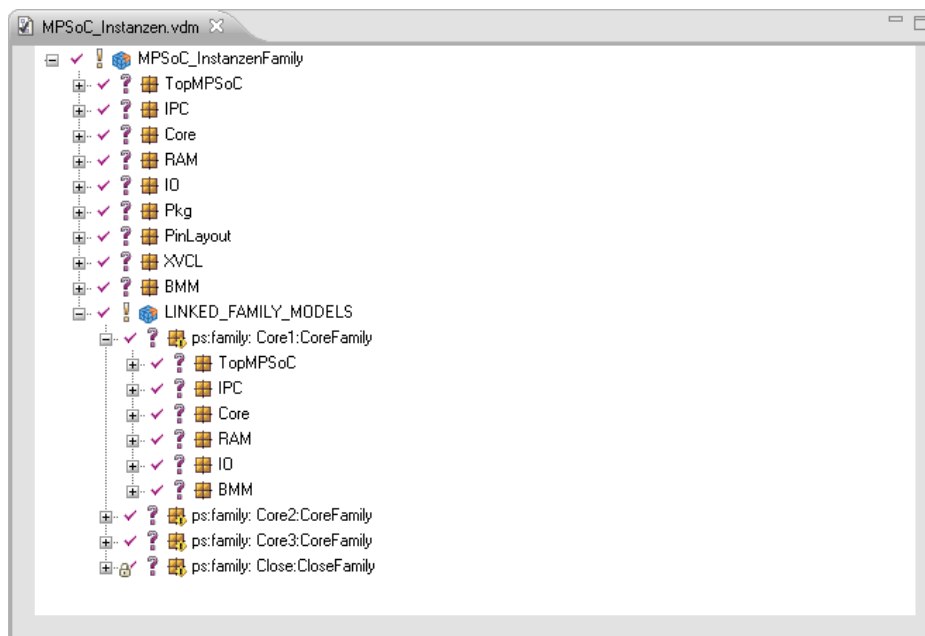 MPSoC_Instanzen.vdm
MPSoC_InstanzenFamily
TopMPSoC
IPC
Core
RAM
IO
Pkg
PinLayout
XVCL
BMM
LINKED_FAMILY_MODELS
ps:family: Core1:CoreFamily
TopMPSoC
IPC
Core
RAM
IO
BMM
ps:family: Core2:CoreFamily
ps:family: Core3:CoreFamily
ps:family: Close:CloseFamily